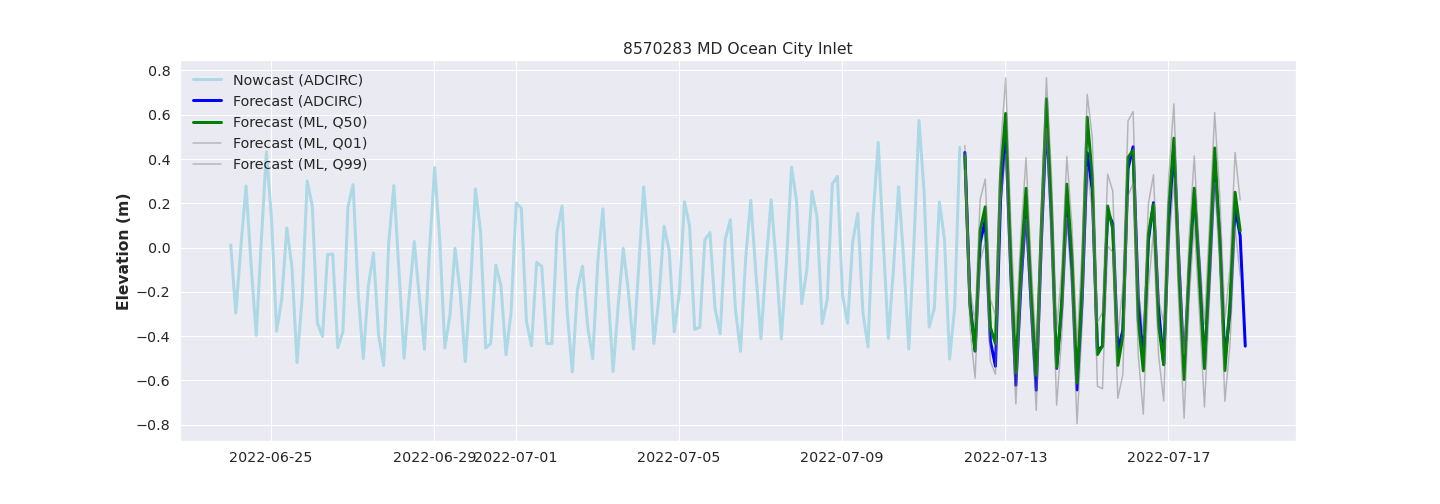 8570283 MD Ocean City Inlet
Nowcast (ADCIRC)
Forecast (ADCIRC)
Forecast (ML, Q50)
Forecast (ML, Q01)
Forecast (ML, Q99)
Elevation (m)
0.8
0.6
0.4
0.2
0.0
−0.2
−0.4
−0.6
−0.8
2022-06-25 2022-06-29 2022-07-01 2022-07-05 2022-07-09 2022-07-13 2022-07-17